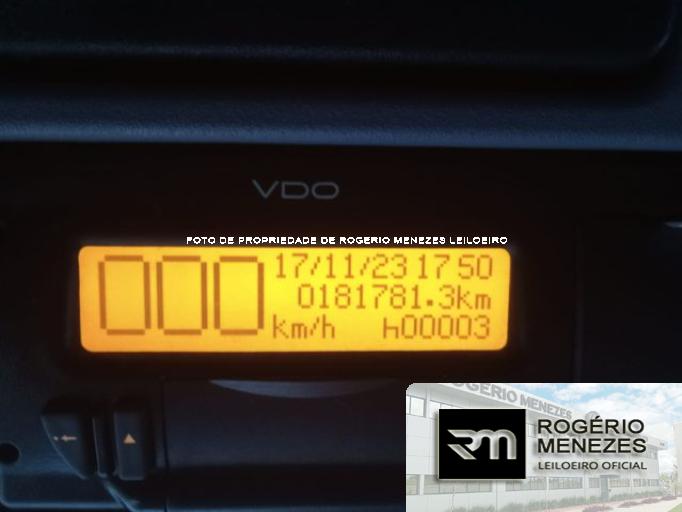 VDO
FOTO DE PROPRIEDADE DE ROGERIO MENEZES LEILOEIRO
000
17/11/23 17 50
0181781.3km
km/h h00003
ROGÉRIO MENEZES
RM
ROGÉRIO
MENEZES
LEILOEIRO OFICIAL